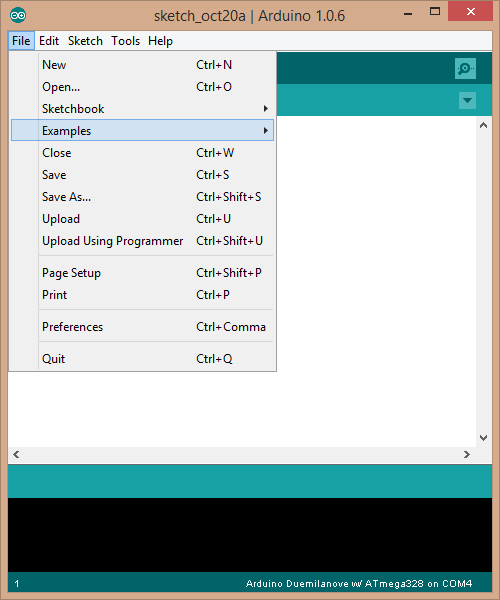 sketch_oct20a | Arduino 1.0.6
File Edit Sketch Tools Help
New Ctrl+N
Open... Ctrl+O
Sketchbook
Examples
Close Ctrl+W
Save Ctrl+S
Save As... Ctrl+Shift+S
Upload Ctrl+U
Upload Using Programmer Ctrl+Shift+U
Page Setup Ctrl+Shift+P
Print Ctrl+P
Preferences Ctrl+Comma
Quit Ctrl+Q
1 Arduino Duemilanove w/ ATmega328 on COM4